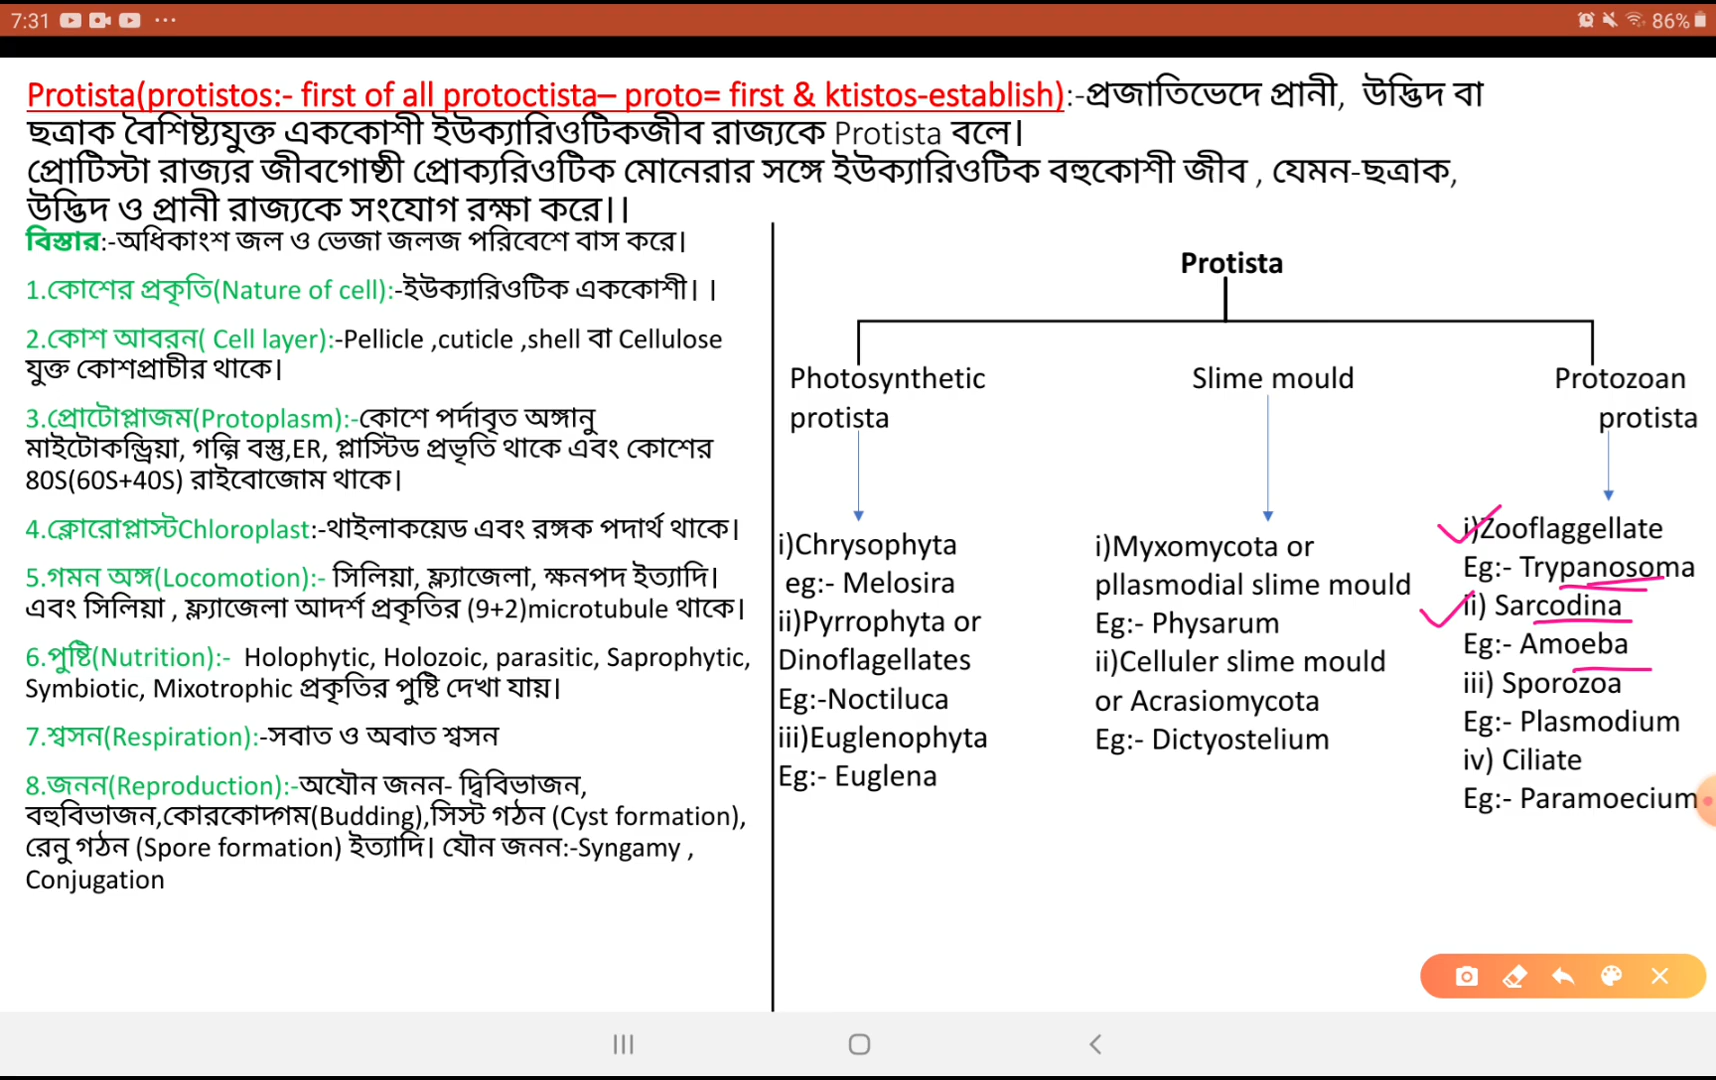 7:31
86%
Protista(protistos:- first of all protoctista– proto= first & ktistos-establish):-প্রজাতিভেদে প্রানী, উদ্ভিদ বা
ছত্রাক বৈশিষ্ট্যযুক্ত এককোশী ইউক্যারিওটিকজীব রাজ্যকে Protista বলে।
প্রোটিস্টা রাজ্যর জীবগোষ্ঠী প্রোক্যরিওটিক মোনেরার সঙ্গে ইউক্যারিওটিক বহুকোশী জীব , যেমন-ছত্রাক,
উদ্ভিদ ও প্রানী রাজ্যকে সংযোগ রক্ষা করে।।
বিস্তার:-অধিকাংশ জল ও ভেজা জলজ পরিবেশে বাস করে।
1.কোশের প্রকৃতি(Nature of cell):-ইউক্যারিওটিক এককোশী। ।
2.কোশ আবরন( Cell layer):-Pellicle ,cuticle ,shell বা Cellulose
যুক্ত কোশপ্রাচীর থাকে।
3.প্রোটোপ্লাজম(Protoplasm):-কোশে পর্দাবৃত অঙ্গানু
মাইটোকন্ড্রিয়া, গল্গি বস্তু,ER, প্লাস্টিড প্রভৃতি থাকে এবং কোশের
80S(60S+40S) রাইবোজোম থাকে।
4.ক্লোরোপ্লাস্টChloroplast:-থাইলাকয়েড এবং রঙ্গক পদার্থ থাকে।
5.গমন অঙ্গ(Locomotion):- সিলিয়া, ফ্ল্যাজেলা, ক্ষনপদ ইত্যাদি।
এবং সিলিয়া , ফ্ল্যাজেলা আদর্শ প্রকৃতির (9+2)microtubule থাকে।
6.পুষ্টি(Nutrition):- Holophytic, Holozoic, parasitic, Saprophytic,
Symbiotic, Mixotrophic প্রকৃতির পুষ্টি দেখা যায়।
7.শ্বসন(Respiration):-সবাত ও অবাত শ্বসন
8.জনন(Reproduction):-অযৌন জনন- দ্বিবিভাজন,
বহুবিভাজন,কোরকোদ্গম(Budding),সিস্ট গঠন (Cyst formation),
রেনু গঠন (Spore formation) ইত্যাদি। যৌন জনন:-Syngamy ,
Conjugation
Protista
Photosynthetic
protista
i)Chrysophyta
eg:- Melosira
ii)Pyrrophyta or
Dinoflagellates
Eg:-Noctiluca
iii)Euglenophyta
Eg:- Euglena
Slime mould
i)Myxomycota or
pllasmodial slime mould
Eg:- Physarum
ii)Celluler slime mould
or Acrasiomycota
Eg:- Dictyostelium
Protozoan
protista
i)Zooflaggellate
Eg:- Trypanosoma
ii) Sarcodina
Eg:- Amoeba
iii) Sporozoa
Eg:- Plasmodium
iv) Ciliate
Eg:- Paramoecium